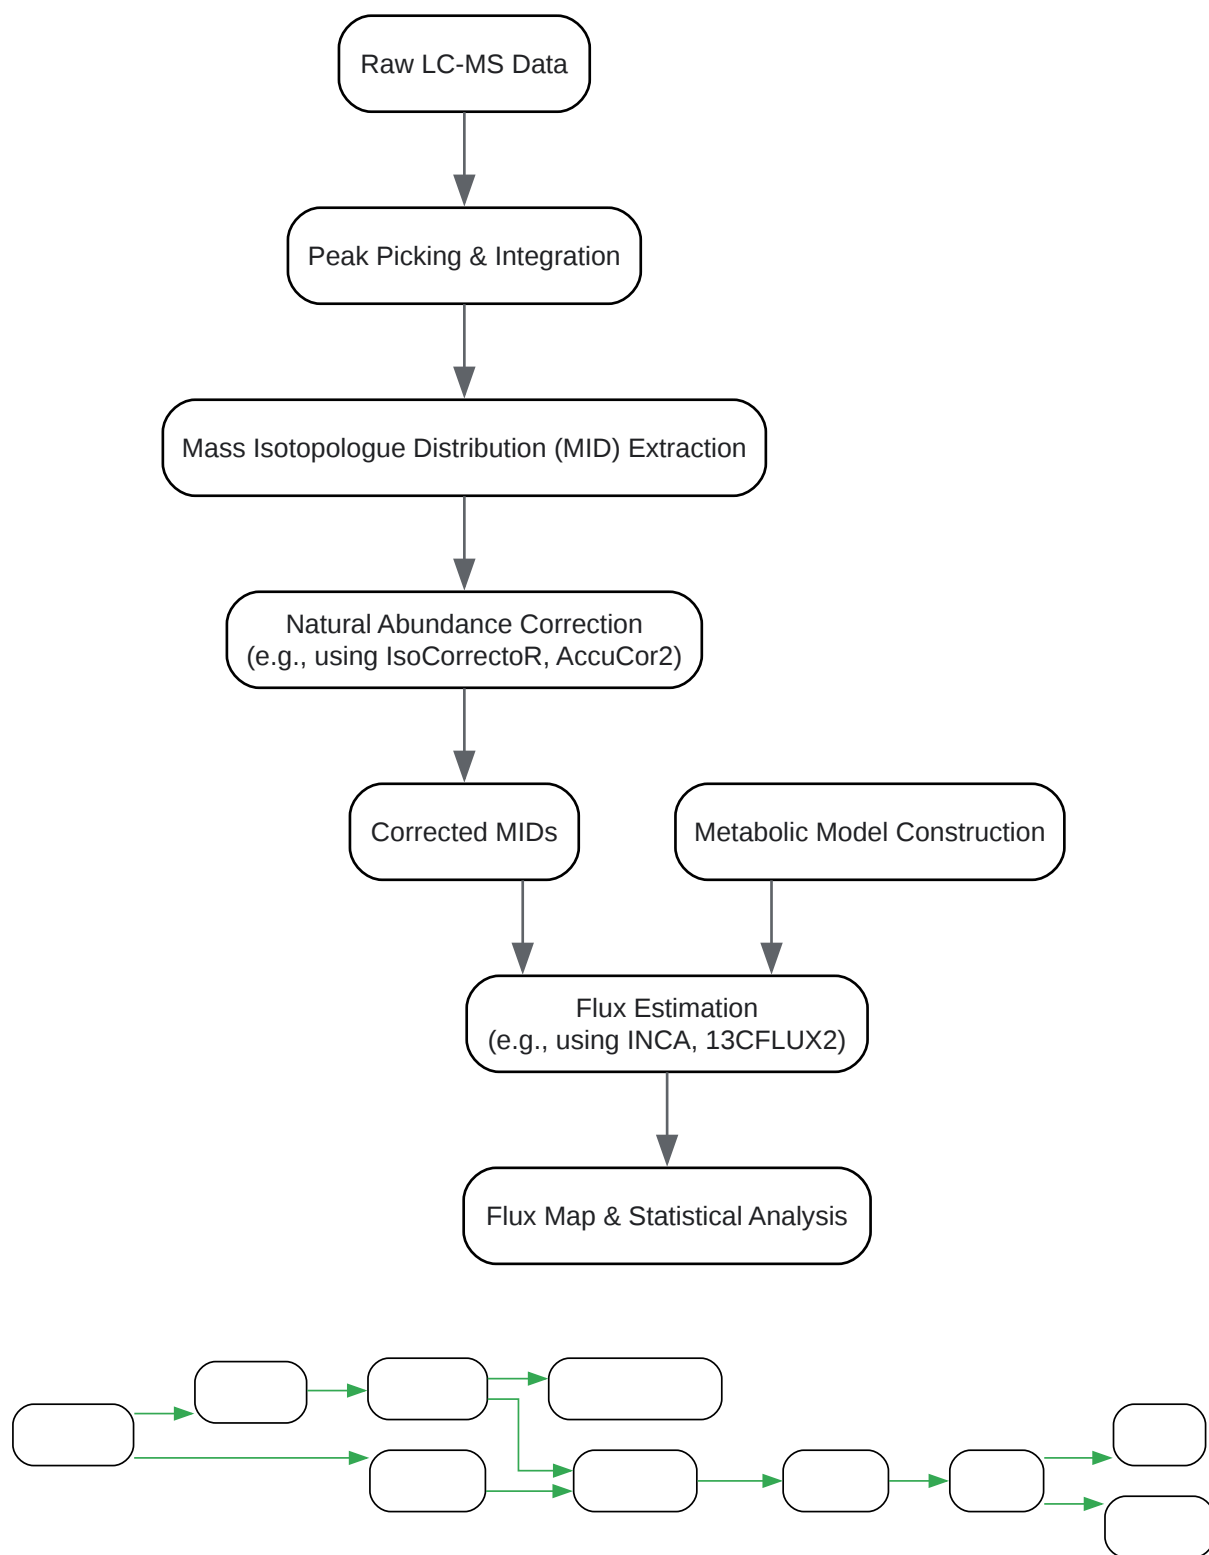 Raw LC-MS Data
Peak Picking & Integration
Mass Isotopologue Distribution (MID) Extraction
Natural Abundance Correction
(e.g., using IsoCorrectoR, AccuCor2)
Corrected MIDs
Metabolic Model Construction
Flux Estimation
(e.g., using INCA, 13CFLUX2)
Flux Map & Statistical Analysis